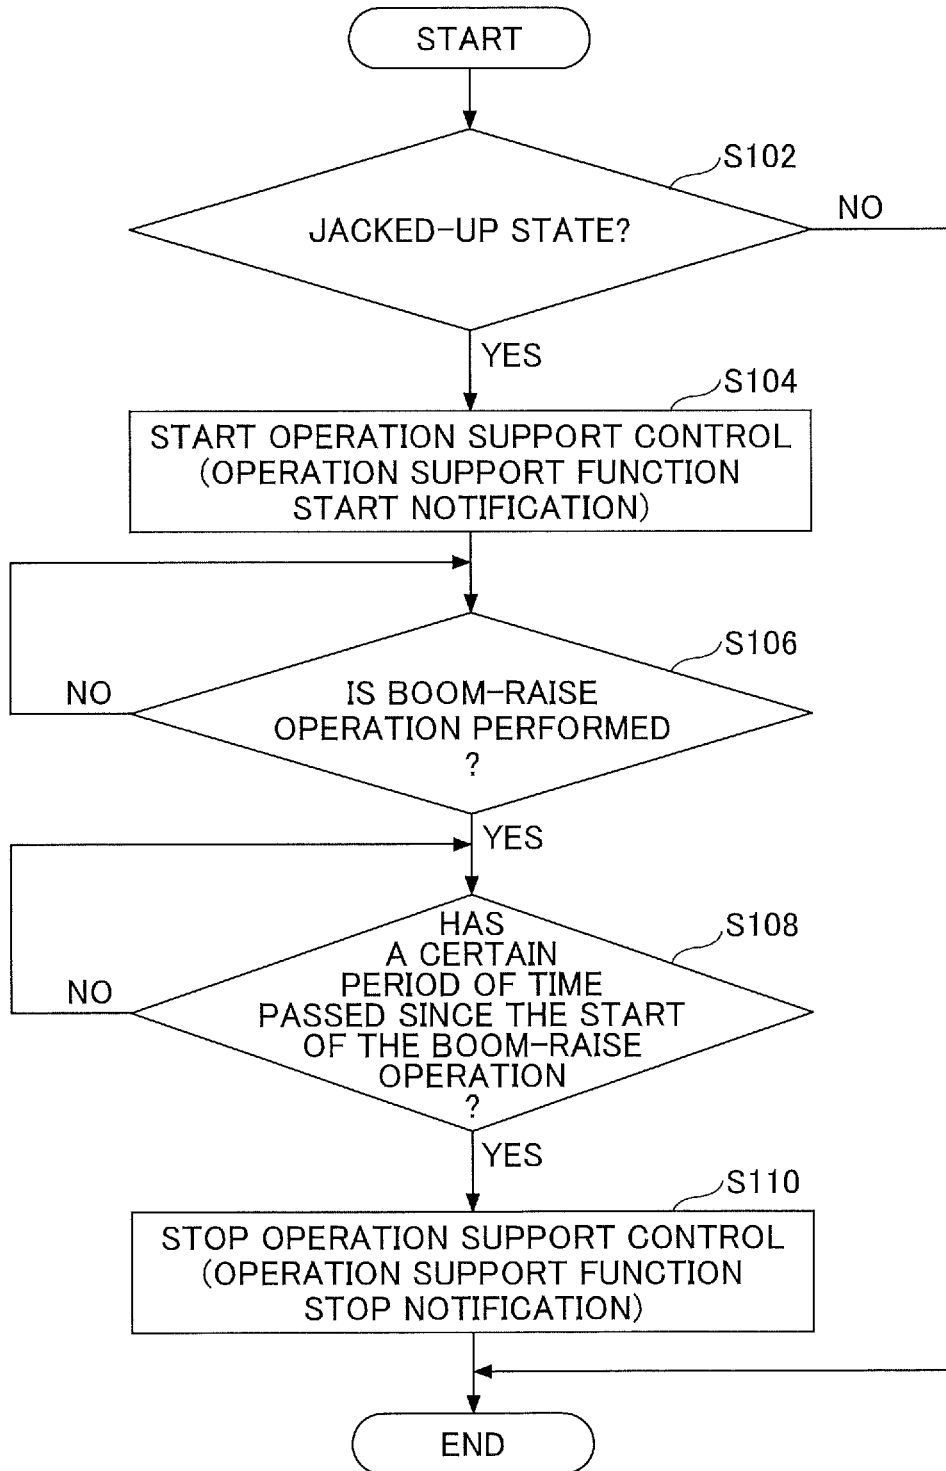 START
S102
JACKED-UP STATE?
NO
YES
S104
START OPERATION SUPPORT CONTROL
(OPERATION SUPPORT FUNCTION
START NOTIFICATION)
S106
NO
IS BOOM-RAISE
OPERATION PERFORMED
?
YES
S108
HAS
A CERTAIN
PERIOD OF TIME
NO
PASSED SINCE THE START
OF THE BOOM-RAISE
OPERATION
?
YES
S110
STOP OPERATION SUPPORT CONTROL
(OPERATION SUPPORT FUNCTION
STOP NOTIFICATION)
END